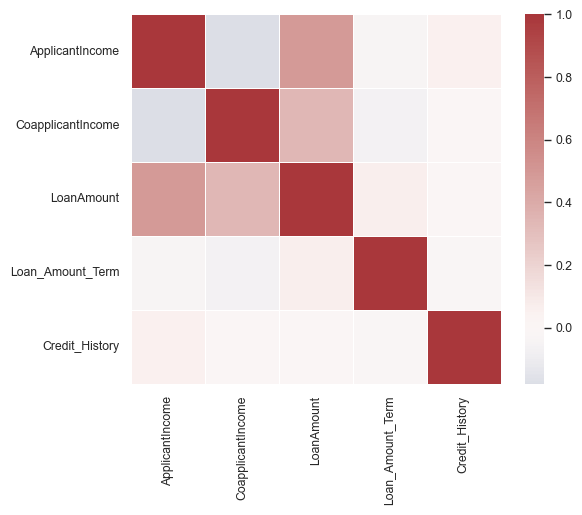 ApplicantIncome
CoapplicantIncome
LoanAmount
Loan_Amount_Term
Credit_History
ApplicantIncome
CoapplicantIncome
LoanAmount
Loan_Amount_Term
Credit_History
1.0
0.8
0.6
0.4
0.2
0.0